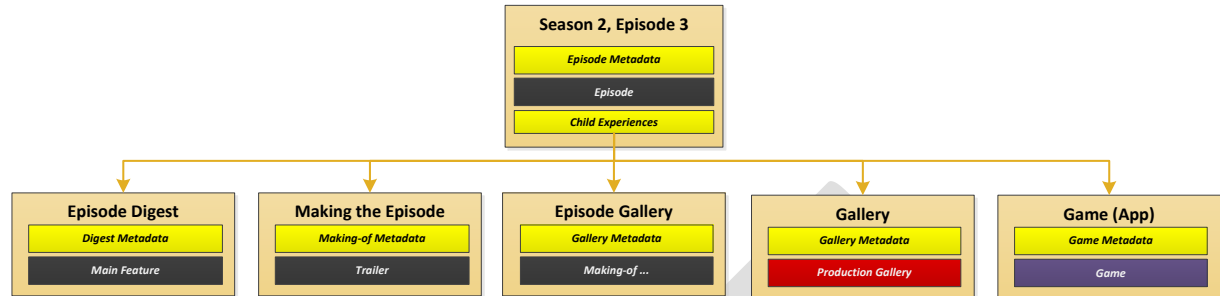 Season 2, Episode 3
Episode Metadata
Episode
Child Experiences
Episode Digest
Digest Metadata
Main Feature
Making the Episode
Making-of Metadata
Trailer
Episode Gallery
Gallery Metadata
Making-of ...
Gallery
Gallery Metadata
Production Gallery
Game (App)
Game Metadata
Game